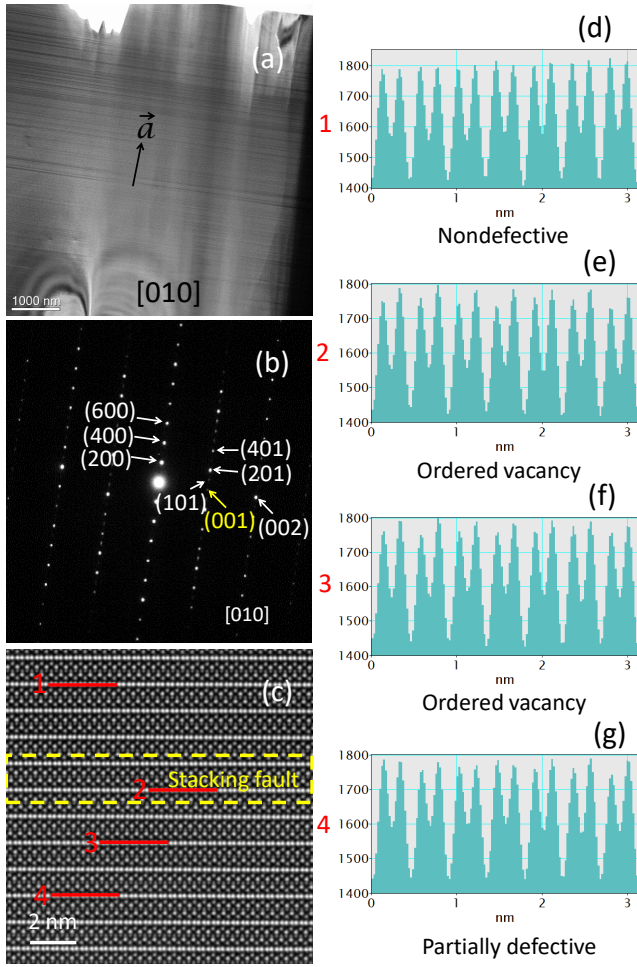 (a)
a
[010]
1000 nm
(b)
(600)
(400)
(200)
(401)
(201)
(101)
(001)
(002)
[010]
(c)
1
Stacking fault
2
3
4
2 nm
(d)
1
1800
1700
1600
1500
1400
0 1 2 3
nm
Nondefective
(e)
2
1800
1700
1600
1500
1400
0 1 2 3
nm
Ordered vacancy
(f)
3
1800
1700
1600
1500
1400
0 1 2 3
nm
Ordered vacancy
(g)
4
1800
1700
1600
1500
1400
0 1 2 3
nm
Partially defective